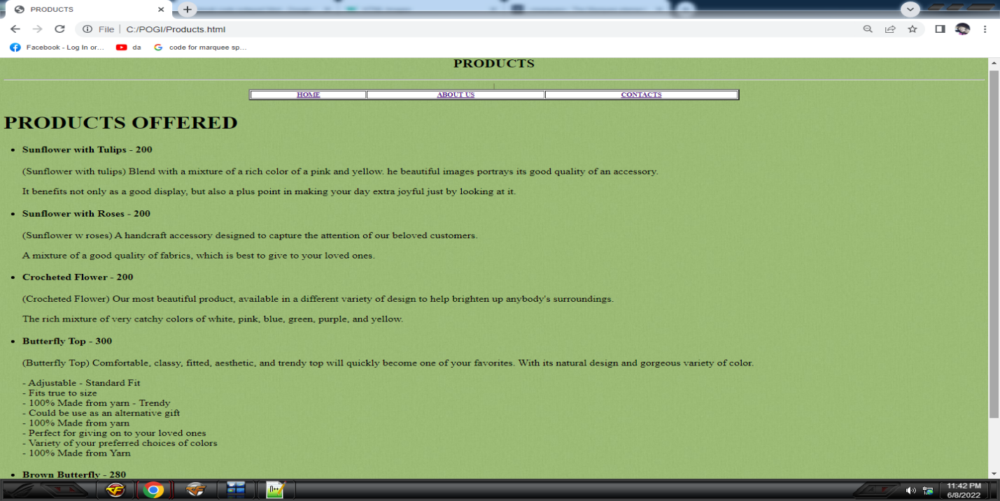 PRODUCTS
File | C:/POGI/Products.html
Facebook - Log In or... da code for marquee sp...
PRODUCTS
HOME ABOUT US CONTACTS
PRODUCTS OFFERED
• Sunflower with Tulips - 200
(Sunflower with tulips) Blend with a mixture of a rich color of a pink and yellow. he beautiful images portrays its good quality of an accessory.
It benefits not only as a good display, but also a plus point in making your day extra joyful just by looking at it.
• Sunflower with Roses - 200
(Sunflower w roses) A handcraft accessory designed to capture the attention of our beloved customers.
A mixture of a good quality of fabrics, which is best to give to your loved ones.
• Crocheted Flower - 200
(Crocheted Flower) Our most beautiful product, available in a different variety of design to help brighten up anybody's surroundings.
The rich mixture of very catchy colors of white, pink, blue, green, purple, and yellow.
• Butterfly Top - 300
(Butterfly Top) Comfortable, classy, fitted, aesthetic, and trendy top will quickly become one of your favorites. With its natural design and gorgeous variety of color.
- Adjustable - Standard Fit
- Fits true to size
- 100% Made from yarn - Trendy
- Could be use as an alternative gift
- 100% Made from yarn
- Perfect for giving on to your loved ones
- Variety of your preferred choices of colors
- 100% Made from Yarn
• Brown Butterfly - 280
11:42 PM
6/8/2022